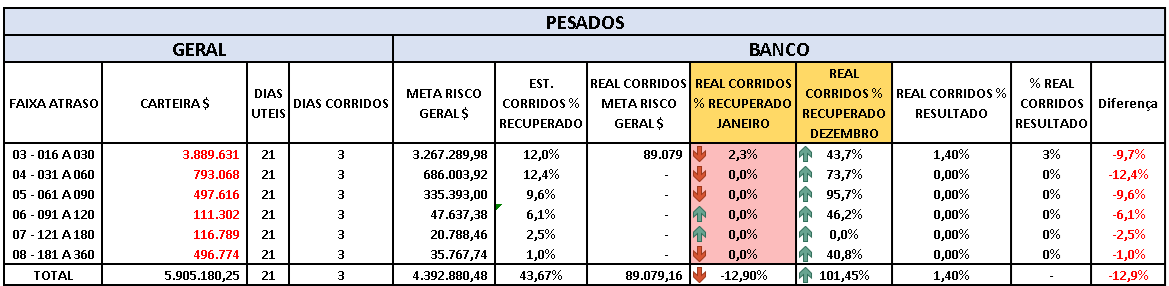 PESADOS
GERAL BANCO
FAIXA ATRASO CARTEIRA $ DIAS UTEIS DIAS CORRIDOS META RISCO GERAL $ EST. CORRIDOS % RECUPERADO REAL CORRIDOS META RISCO GERAL $ REAL CORRIDOS % RECUPERADO JANEIRO REAL CORRIDOS % RECUPERADO DEZEMBRO REAL CORRIDOS % RESULTADO % REAL CORRIDOS RESULTADO Diferença
03 - 016 A 030 3.889.631 21 3 3.267.289,98 12,0% 89.079 2,3% 43,7% 1,40% 3% -9,7%
04 - 031 A 060 793.068 21 3 686.003,92 12,4% - 0,0% 73,7% 0,00% 0% -12,4%
05 - 061 A 090 497.616 21 3 335.393,00 9,6% - 0,0% 95,7% 0,00% 0% -9,6%
06 - 091 A 120 111.302 21 3 47.637,38 6,1% - 0,0% 46,2% 0,00% 0% -6,1%
07 - 121 A 180 116.789 21 3 20.788,46 2,5% - 0,0% 0,0% 0,00% 0% -2,5%
08 - 181 A 360 496.774 21 3 35.767,74 1,0% - 0,0% 40,8% 0,00% 0% -1,0%
TOTAL 5.905.180,25 21 3 4.392.880,48 43,67% 89.079,16 -12,90% 101,45% 1,40% - -12,9%